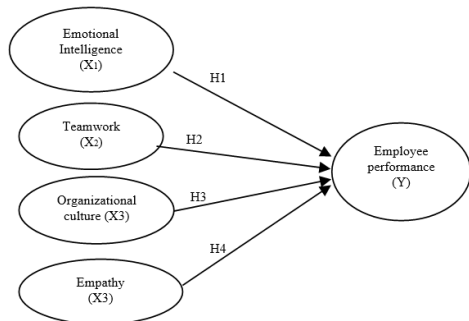 Emotional
Intelligence
(X1)
H1
Teamwork
(X2)
H2
Employee
performance
(Y)
Organizational
culture (X3)
H3
H4
Empathy
(X3)